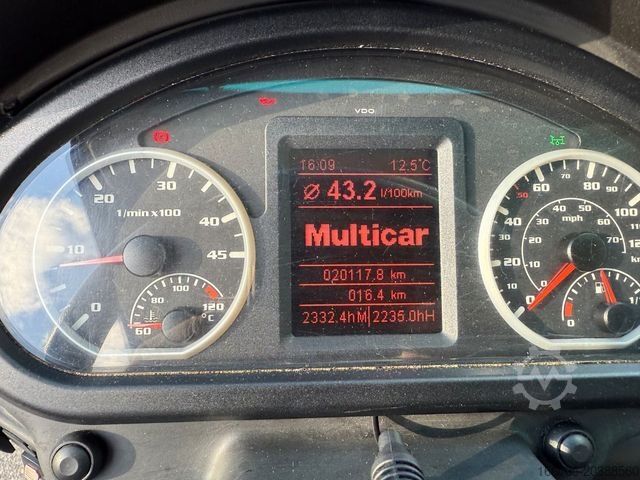 VDO
16:09 12.5°C
Ø 43.2 l/100km
Multicar
020117.8 km
016.4 km
2332.4hM 2235.0hH
0 10 20 30 40 45
1/min x100
60 80 100 120
°C
0 20 40 60 80 100
0 10 20 30 40 50 60 70
mph
50 70 90
0